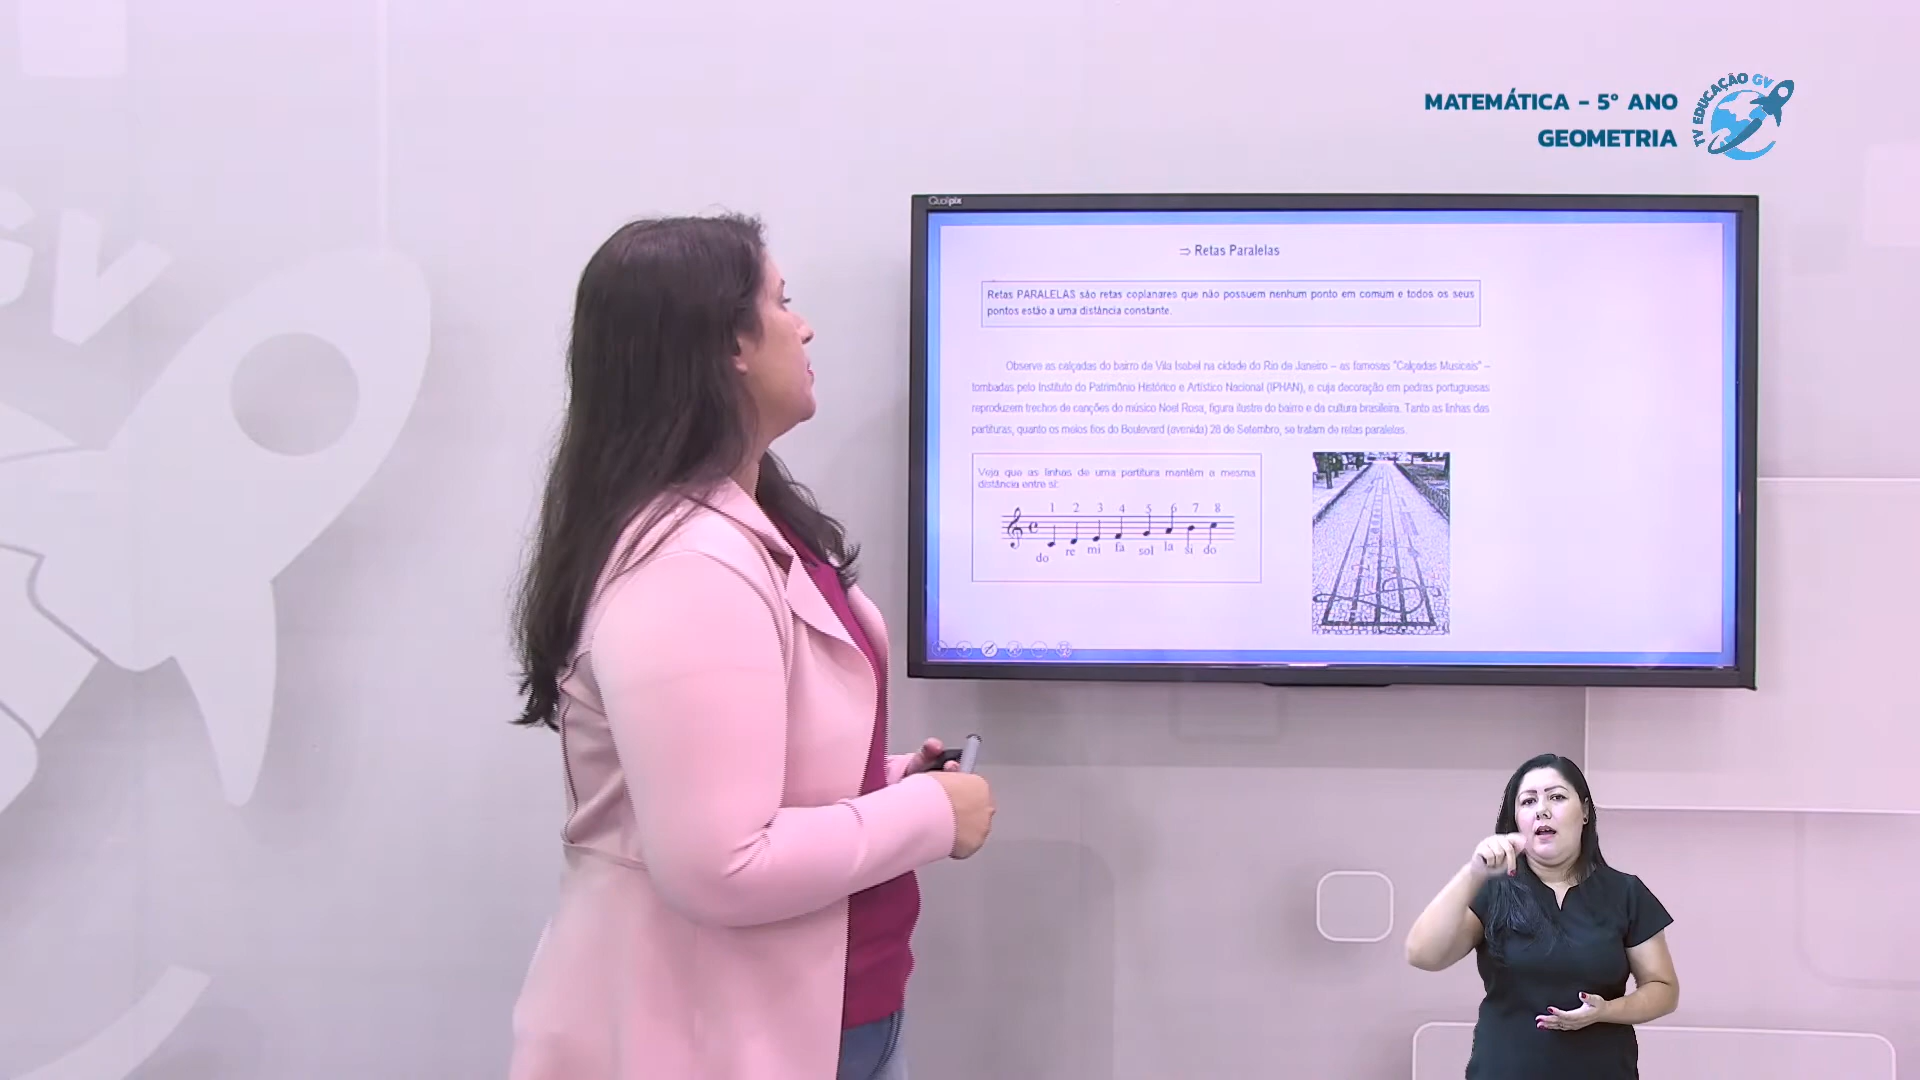 MATEMÁTICA - 5º ANO
GEOMETRIA
TV EDUCAÇÃO GV
GV
Qualipix
⇒ Retas Paralelas
Retas PARALELAS são retas coplanares que não possuem nenhum ponto em comum e todos os seus
pontos estão a uma distância constante.
Observe as calçadas do bairro de Vila Isabel na cidade do Rio de Janeiro – as famosas "Calçadas Musicais" –
tombadas pelo Instituto do Patrimônio Histórico e Artístico Nacional (IPHAN), e cuja decoração em pedras portuguesas
reproduzem trechos de canções do músico Noel Rosa, figura ilustre do bairro e da cultura brasileira. Tanto as linhas das
partituras, quanto os meios fios do Boulevard (avenida) 28 de Setembro, se tratam de retas paralelas.
Veja que as linhas de uma partitura mantêm a mesma
distância entre si:
1 2 3 4 5 6 7 8
do re mi fa sol la si do